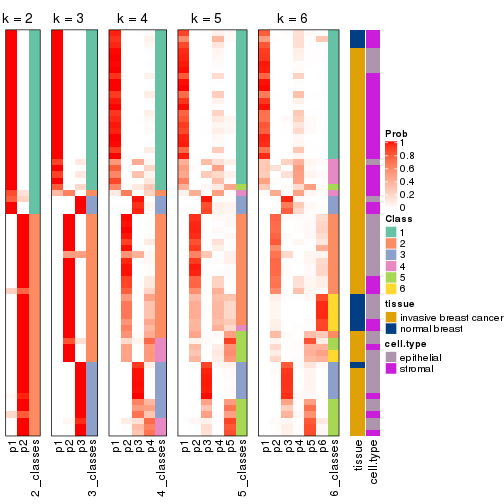 k = 2
k = 3
k = 4
k = 5
k = 6
Prob
1
0.8
0.6
0.4
0.2
0
Class
1
2
3
4
5
6
tissue
invasive breast cancer
normal breast
cell.type
epithelial
stromal
p1
p2
2_classes
p1
p2
p3
3_classes
p1
p2
p3
p4
4_classes
p1
p2
p3
p4
p5
5_classes
p1
p2
p3
p4
p5
p6
6_classes
tissue
cell.type